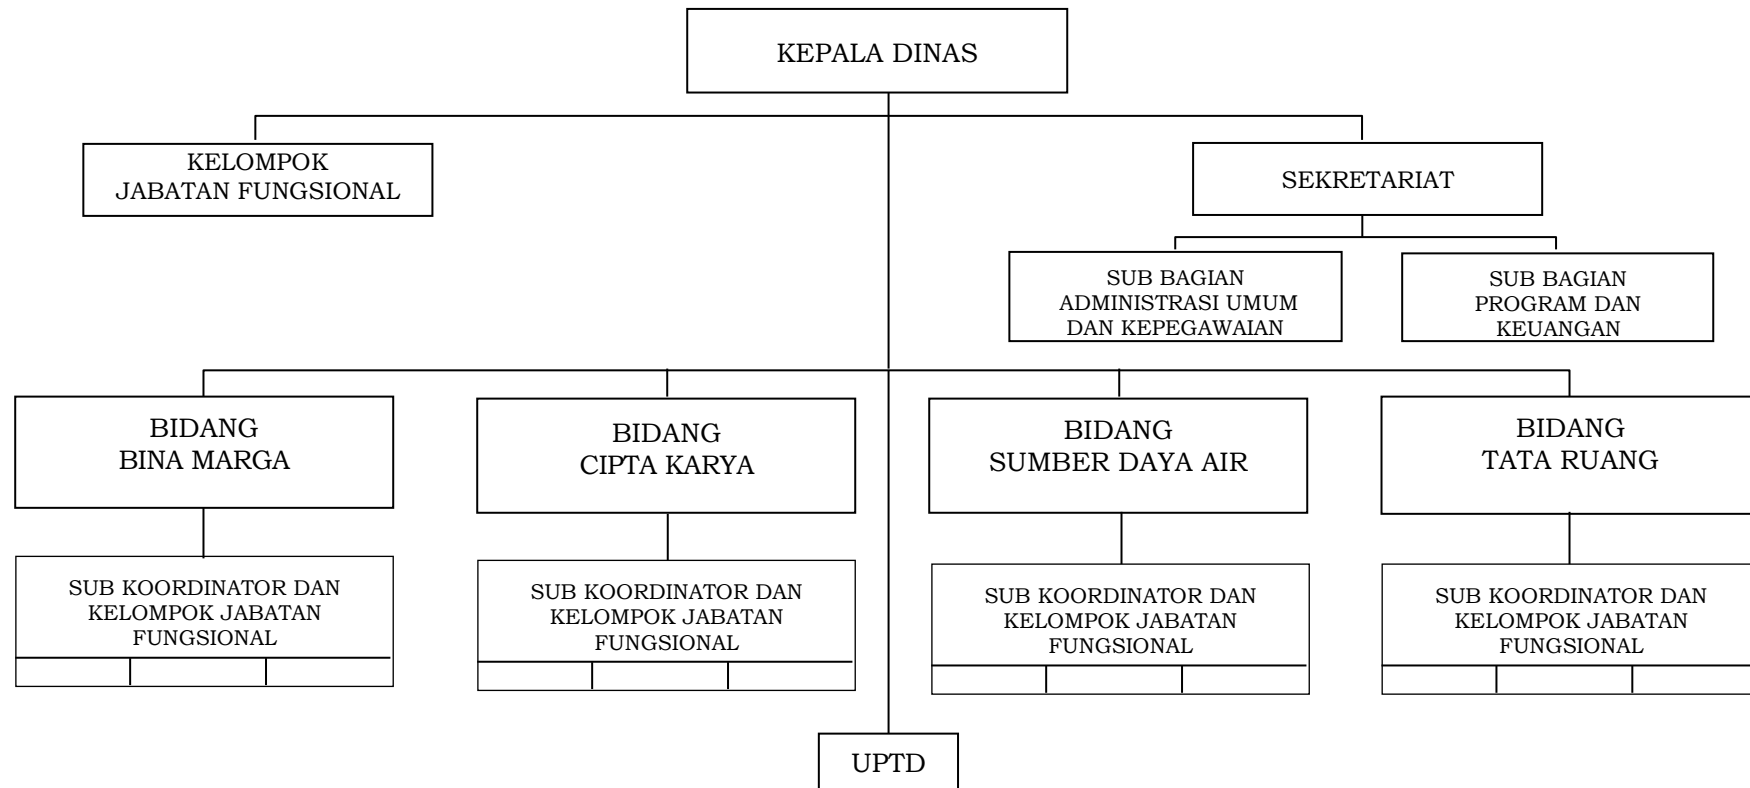 KEPALA DINAS
KELOMPOK
JABATAN FUNGSIONAL
SEKRETARIAT
SUB BAGIAN
ADMINISTRASI UMUM
DAN KEPEGAWAIAN
SUB BAGIAN
PROGRAM DAN
KEUANGAN
BIDANG
BINA MARGA
BIDANG
CIPTA KARYA
BIDANG
SUMBER DAYA AIR
BIDANG
TATA RUANG
SUB KOORDINATOR DAN
KELOMPOK JABATAN
FUNGSIONAL
SUB KOORDINATOR DAN
KELOMPOK JABATAN
FUNGSIONAL
SUB KOORDINATOR DAN
KELOMPOK JABATAN
FUNGSIONAL
SUB KOORDINATOR DAN
KELOMPOK JABATAN
FUNGSIONAL
UPTD